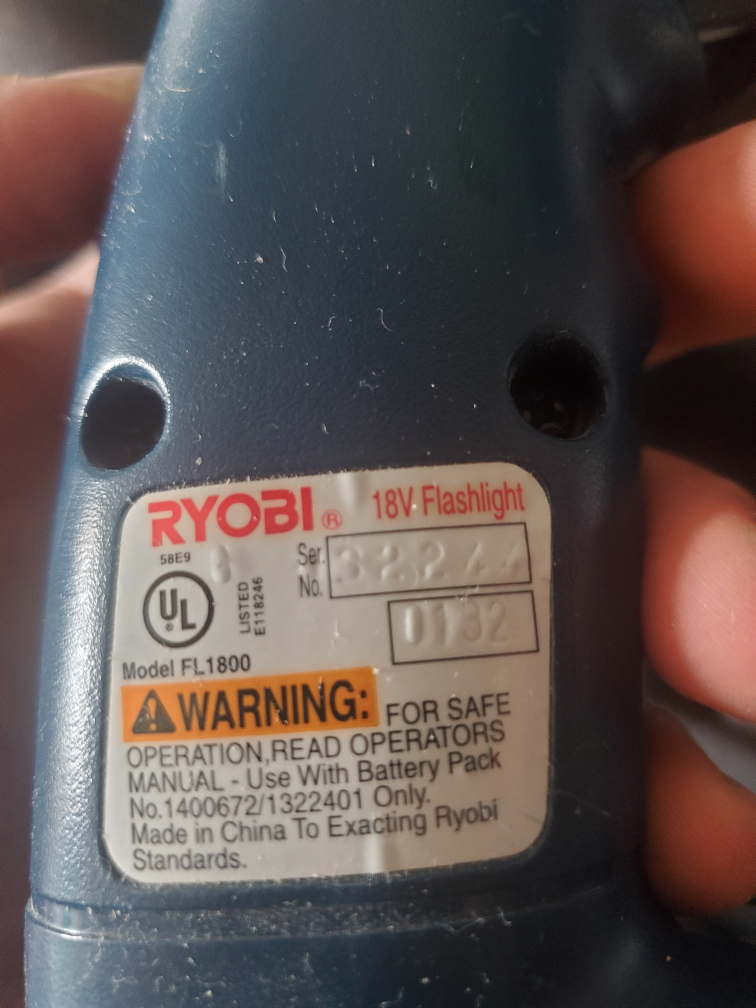 RYOBI ® 18V Flashlight
58E9 8
Ser. No. 32244
0132
UL ®
LISTED E118246
Model FL1800
WARNING: FOR SAFE
OPERATION,READ OPERATORS
MANUAL - Use With Battery Pack
No.1400672/1322401 Only.
Made in China To Exacting Ryobi
Standards.